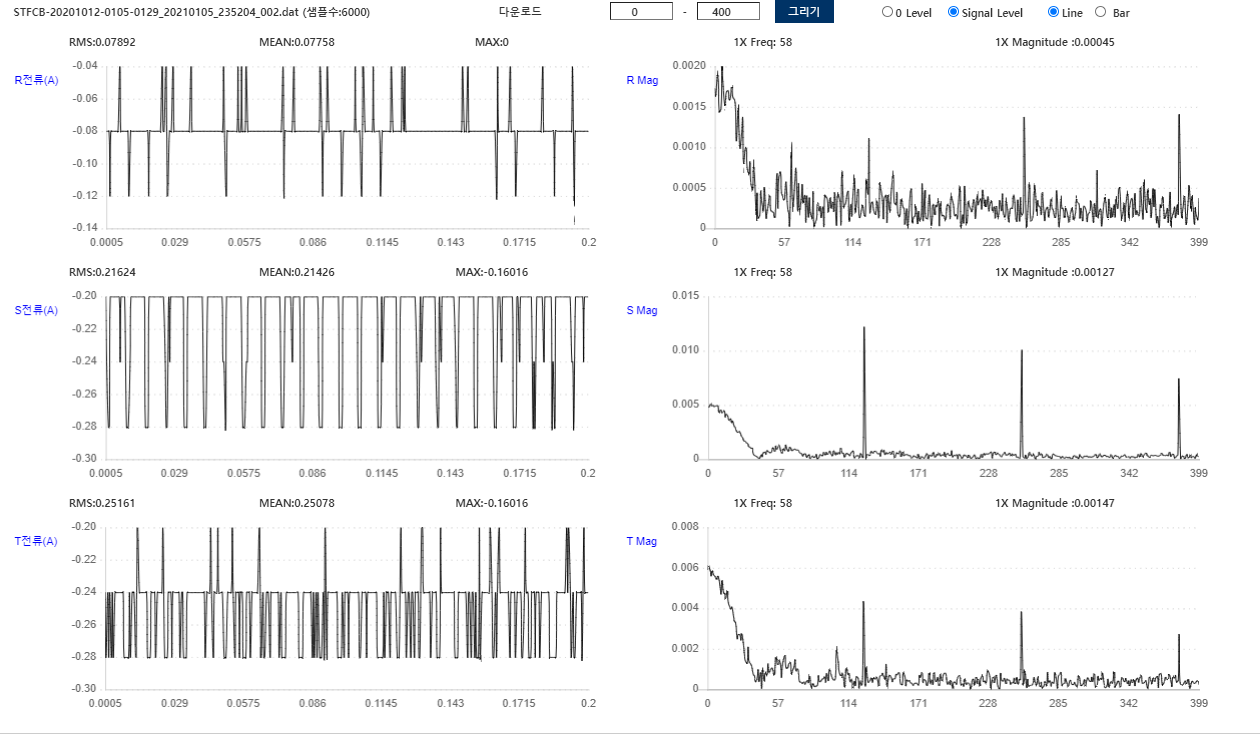 STFCB-20201012-0105-0129_20210105_235204_002.dat (샘플수:6000) 다운로드 0 - 400 그리기 0 Level Signal Level Line Bar
RMS:0.07892 MEAN:0.07758 MAX:0 1X Freq: 58 1X Magnitude :0.00045
R전류(A)
-0.04
-0.06
-0.08
-0.10
-0.12
-0.14
0.0005 0.029 0.0575 0.086 0.1145 0.143 0.1715 0.2
R Mag
0.0020
0.0015
0.0010
0.0005
0
0 57 114 171 228 285 342 399
RMS:0.21624 MEAN:0.21426 MAX:-0.16016 1X Freq: 58 1X Magnitude :0.00127
S전류(A)
-0.20
-0.22
-0.24
-0.26
-0.28
-0.30
0.0005 0.029 0.0575 0.086 0.1145 0.143 0.1715 0.2
S Mag
0.015
0.010
0.005
0
0 57 114 171 228 285 342 399
RMS:0.25161 MEAN:0.25078 MAX:-0.16016 1X Freq: 58 1X Magnitude :0.00147
T전류(A)
-0.20
-0.22
-0.24
-0.26
-0.28
-0.30
0.0005 0.029 0.0575 0.086 0.1145 0.143 0.1715 0.2
T Mag
0.008
0.006
0.004
0.002
0
0 57 114 171 228 285 342 399